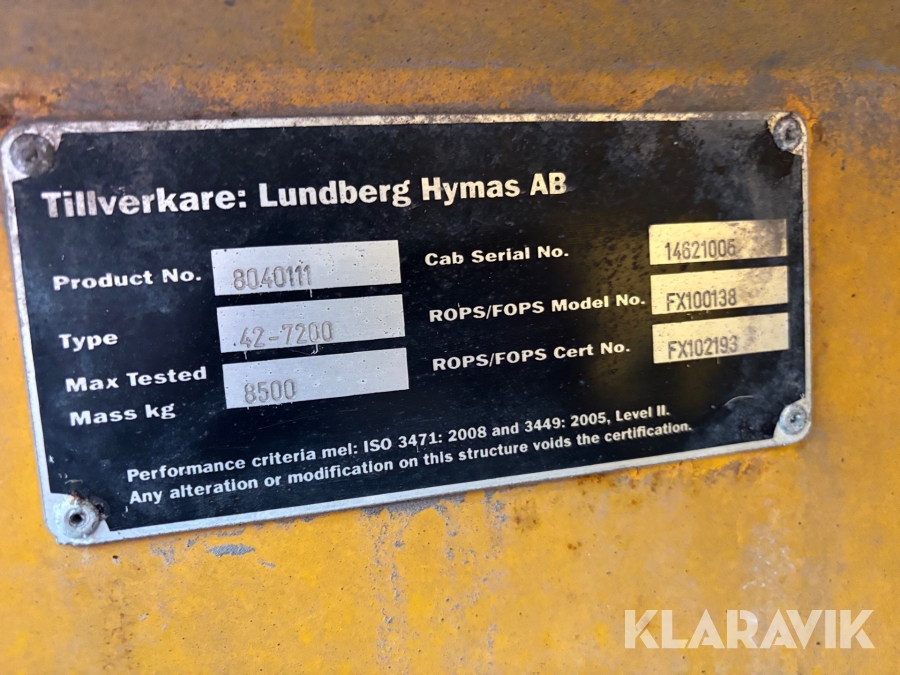 Tillverkare: Lundberg Hymas AB
Product No. 8040111
Type 42-7200
Max Tested
Mass kg 8500
Cab Serial No. 14621006
ROPS/FOPS Model No. FX100138
ROPS/FOPS Cert No. FX102193
Performance criteria mel: ISO 3471: 2008 and 3449: 2005, Level II.
Any alteration or modification on this structure voids the certification.
KLARAVIK